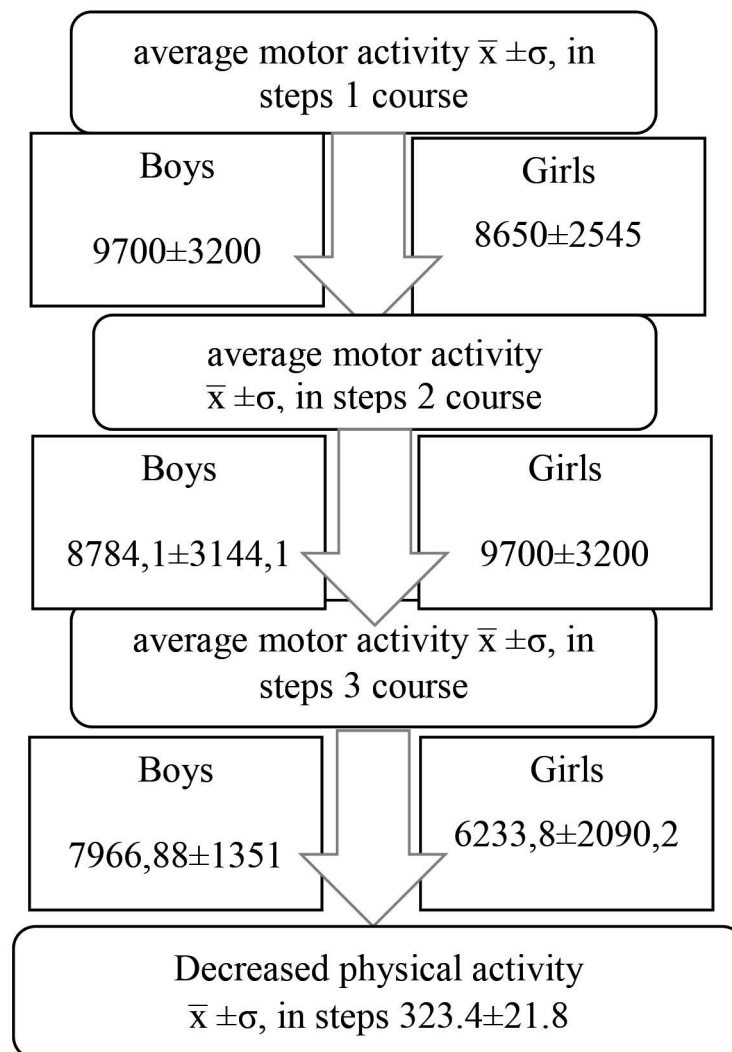 average motor activity x̅ ±σ, in
steps 1 course
Boys
9700±3200
Girls
8650±2545
average motor activity
x̅ ±σ, in steps 2 course
Boys
8784,1±3144,1
Girls
9700±3200
average motor activity x̅ ±σ, in
steps 3 course
Boys
7966,88±1351
Girls
6233,8±2090,2
Decreased physical activity
x̅ ±σ, in steps 323.4±21.8